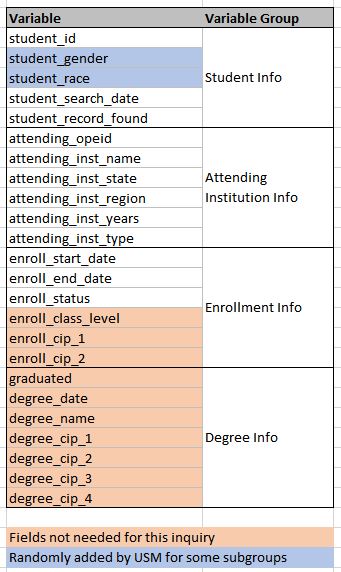 Variable Variable Group
student_id
student_gender
student_race Student Info
student_search_date
student_record_found
attending_opeid
attending_inst_name
attending_inst_state Attending
attending_inst_region Institution Info
attending_inst_years
attending_inst_type
enroll_start_date
enroll_end_date
enroll_status Enrollment Info
enroll_class_level
enroll_cip_1
enroll_cip_2
graduated
degree_date
degree_name
degree_cip_1 Degree Info
degree_cip_2
degree_cip_3
degree_cip_4
Fields not needed for this inquiry
Randomly added by USM for some subgroups